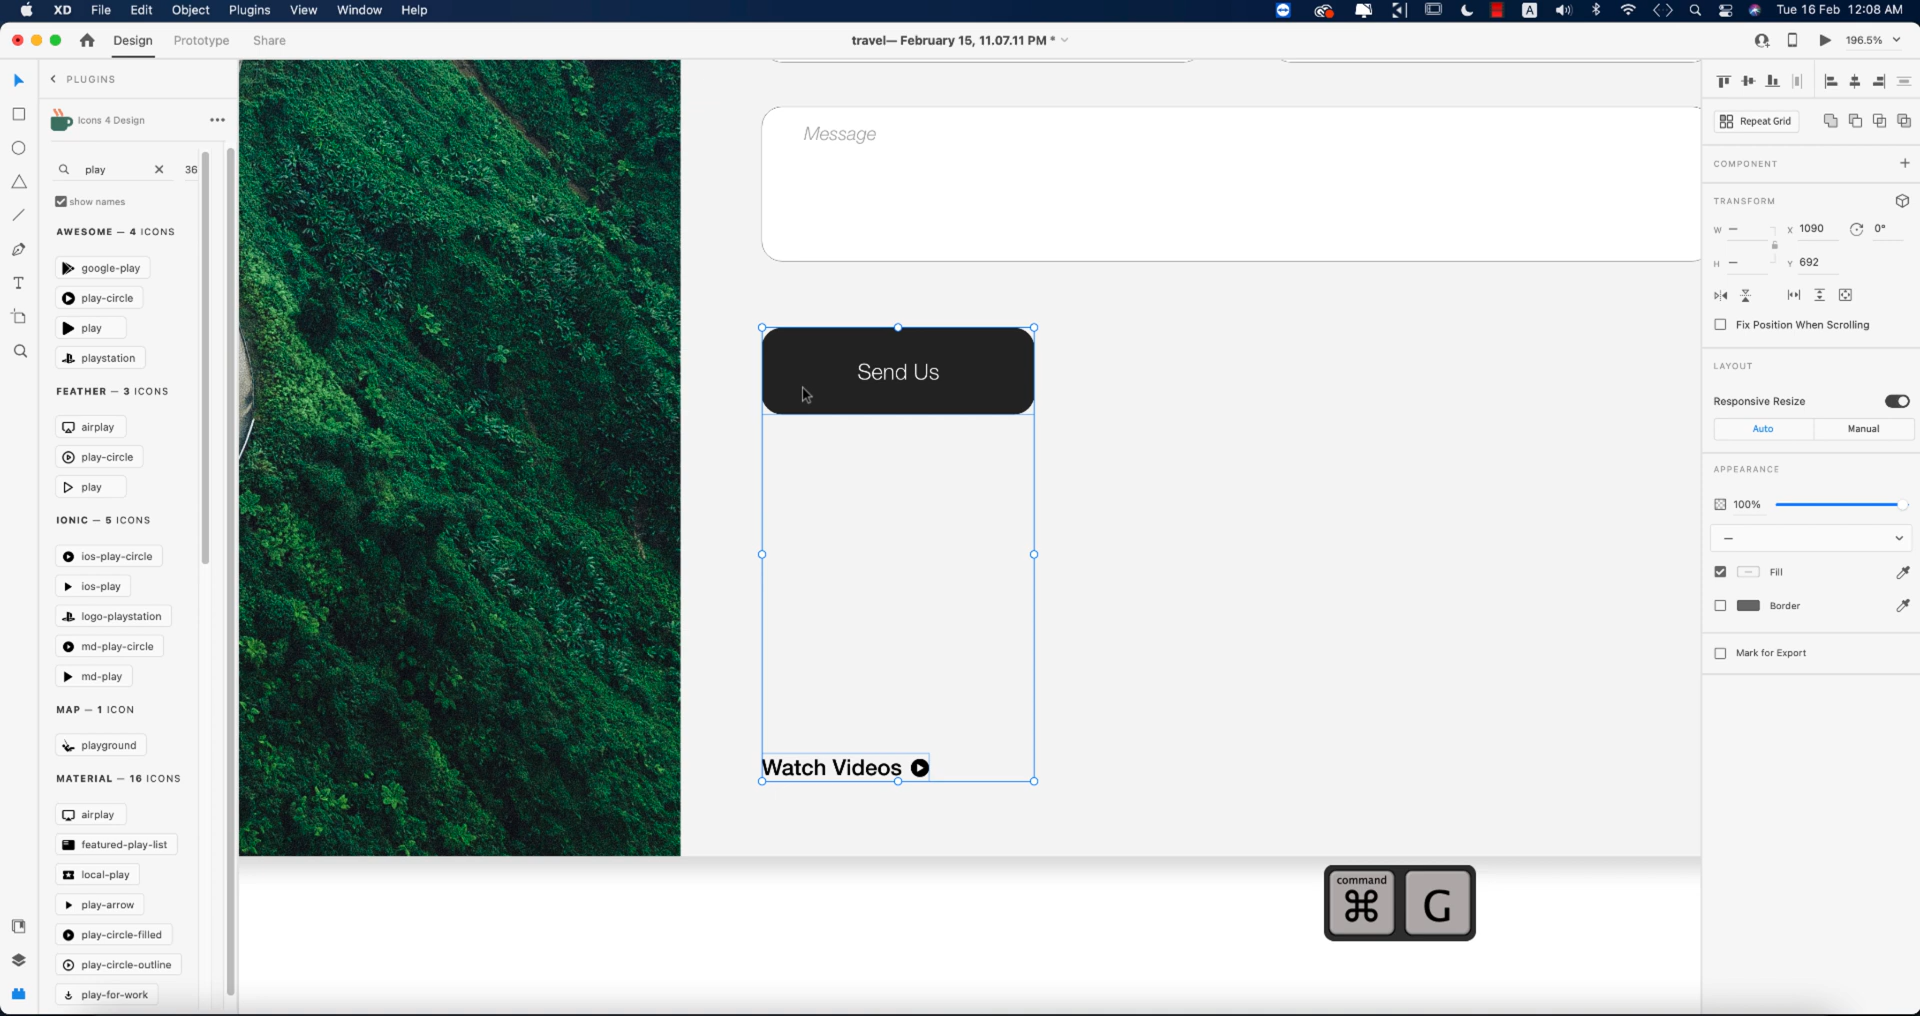 XD File Edit Object Plugins View Window Help
A Tue 16 Feb 12:08 AM
Design Prototype Share
travel— February 15, 11.07.11 PM *
196.5%
PLUGINS
Icons 4 Design
play 36
show names
AWESOME — 4 ICONS
google-play
play-circle
play
playstation
FEATHER — 3 ICONS
airplay
play-circle
play
IONIC — 5 ICONS
ios-play-circle
ios-play
logo-playstation
md-play-circle
md-play
MAP — 1 ICON
playground
MATERIAL — 16 ICONS
airplay
featured-play-list
local-play
play-arrow
play-circle-filled
play-circle-outline
play-for-work
Message
Send Us
Watch Videos
command
⌘ G
Repeat Grid
COMPONENT
TRANSFORM
W — X 1090 0°
H — Y 692
Fix Position When Scrolling
LAYOUT
Responsive Resize
Auto Manual
APPEARANCE
100%
—
Fill
Border
Mark for Export